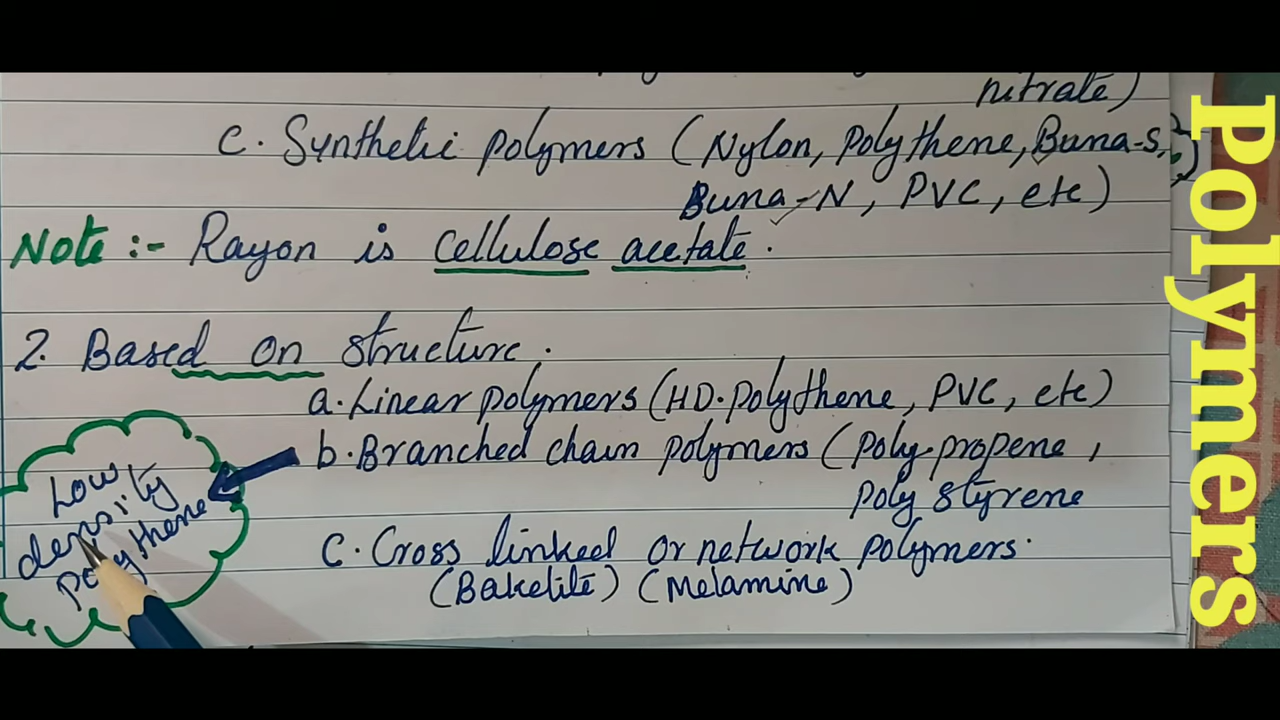 nitrate)
c. Synthetic polymers (Nylon, Polythene, Buna-S,
Buna-N, PVC, etc)
Note :- Rayon is cellulose acetate.
2. Based on structure.
a. Linear polymers (HD.polythene, PVC, etc)
b. Branched chain polymers (Poly-propene,
Poly styrene
Low
density
polythene
C. Cross linked or network polymers.
(Bakelite) (Melamine)
Polymers